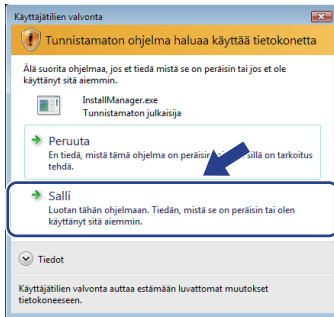 Käyttäjätilien valvonta
Tunnistamaton ohjelma haluaa käyttää tietokonetta
Älä suorita ohjelmaa, jos et tiedä mistä se on peräisin tai jos et ole
käyttänyt sitä aiemmin.
InstallManager.exe
Tunnistamaton julkaisija
Peruuta
En tiedä, mistä tämä ohjelma on peräisin sillä on tarkoitus
tehdä.
Salli
Luotan tähän ohjelmaan. Tiedän, mistä se on peräisin tai olen
käyttänyt sitä aiemmin.
Tiedot
Käyttäjätilien valvonta auttaa estämään luvattomat muutokset
tietokoneeseen.